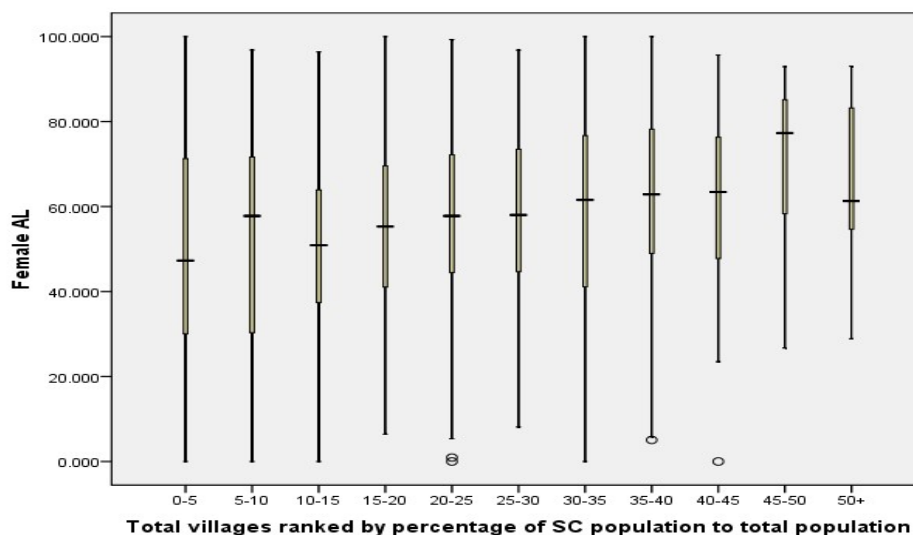 100.000
80.000
60.000
40.000
20.000
0.000
Female AL
0-5 5-10 10-15 15-20 20-25 25-30 30-35 35-40 40-45 45-50 50+
Total villages ranked by percentage of SC population to total population